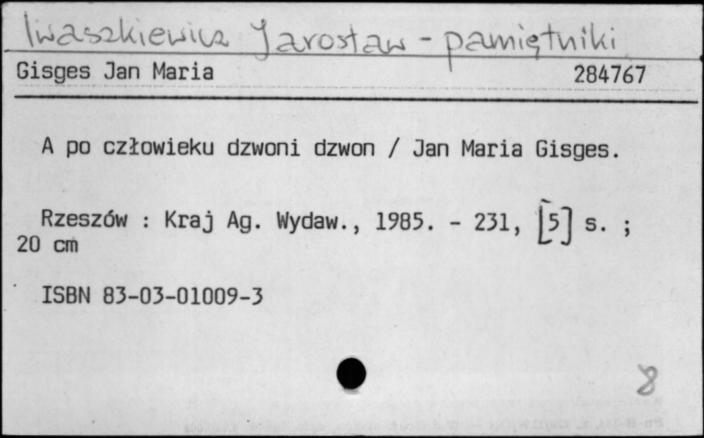 Iwaszkiewicz Jarosław - pamiętniki
Gisges Jan Maria 284767
A po człowieku dzwoni dzwon / Jan Maria Gisges.
Rzeszów : Kraj Ag. Wydaw., 1985. - 231, [5] s. ;
20 cm
ISBN 83-03-01009-3
8